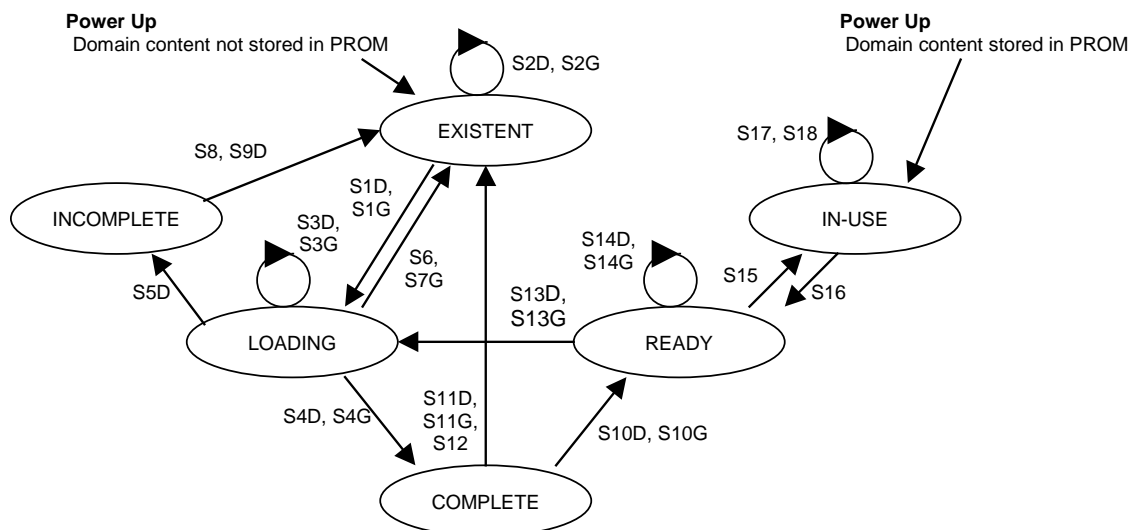 Power Up
Domain content not stored in PROM
Power Up
Domain content stored in PROM
S2D, S2G
EXISTENT
S17, S18
S8, S9D
S1D,
S1G
INCOMPLETE
IN-USE
S3D,
S3G
S14D,
S14G
S6,
S7G
S15
S16
S5D
S13D,
S13G
LOADING
READY
S4D, S4G
S11D,
S11G,
S12
S10D, S10G
COMPLETE